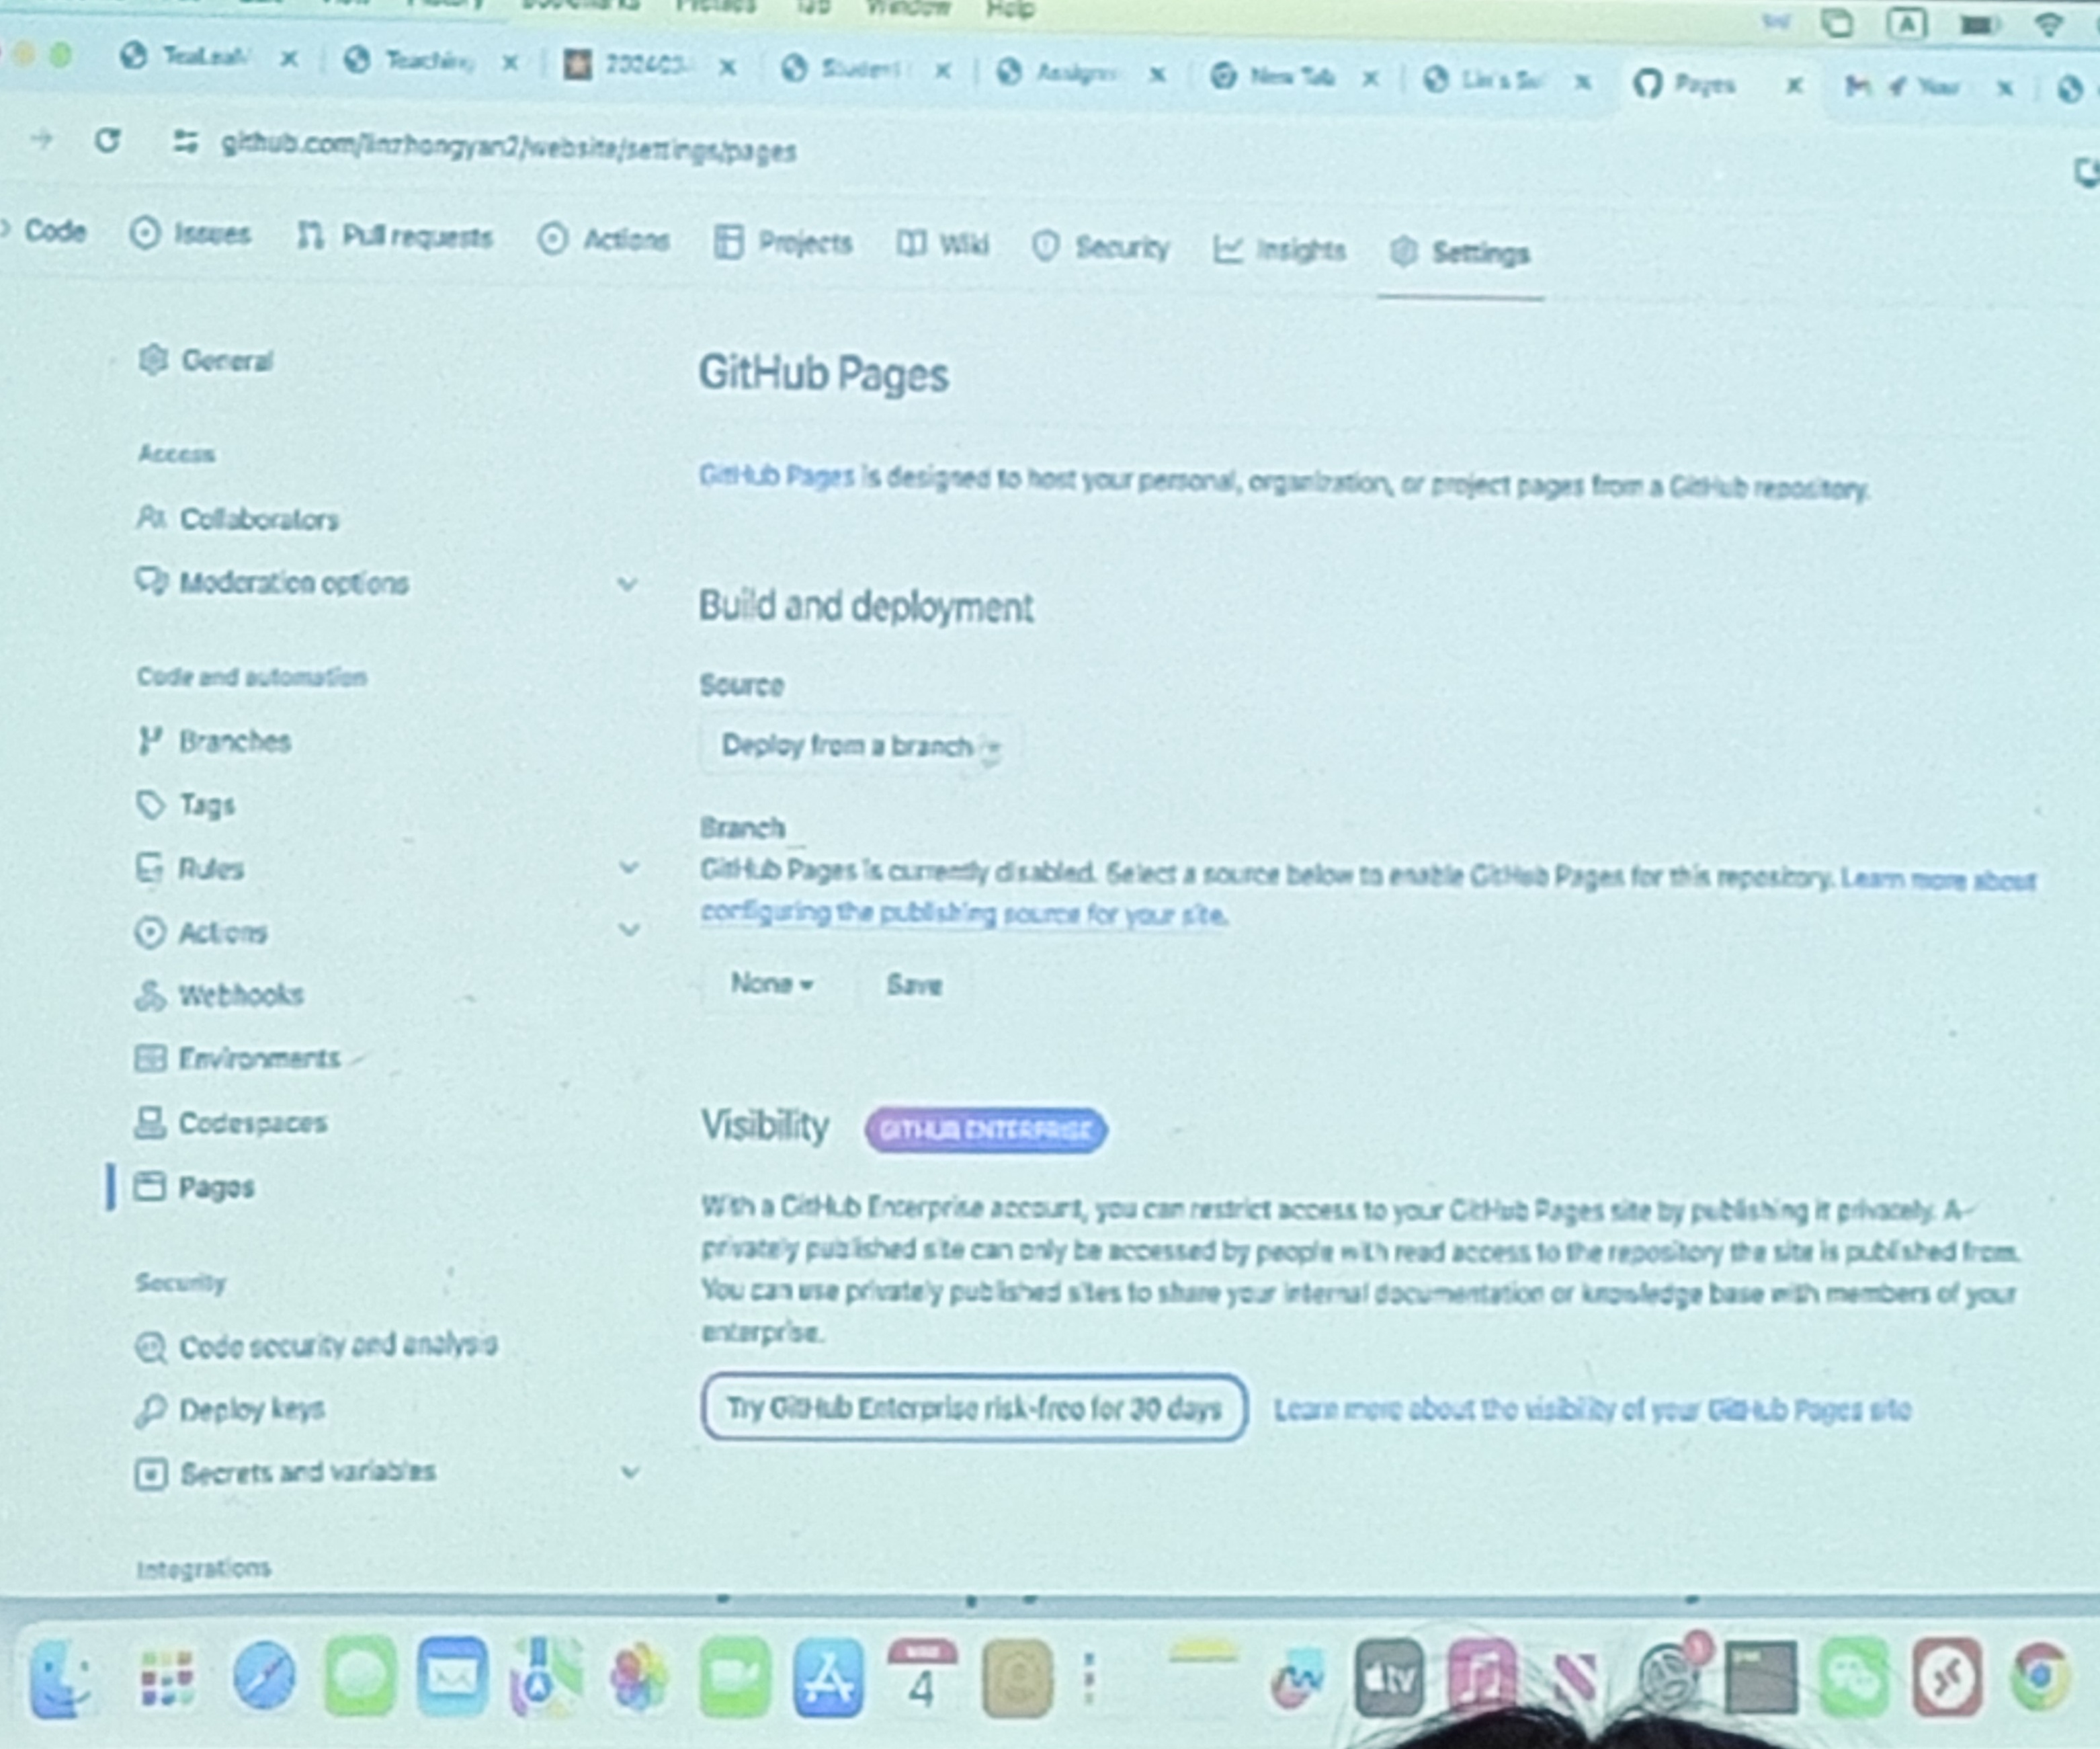 History Bookmarks Profiles Tab Window Help
TeaLeaf Teaching 202403 Student Assignm New Tab Lin's Pages Your
github.com/linzhongyan2/website/settings/pages
Code Issues Pull requests Actions Projects Wiki Security Insights Settings
General
Access
Collaborators
Moderation options
Code and automation
Branches
Tags
Rules
Actions
Webhooks
Environments
Codespaces
Pages
Security
Code security and analysis
Deploy keys
Secrets and variables
Integrations
GitHub Pages
GitHub Pages is designed to host your personal, organization, or project pages from a GitHub repository.
Build and deployment
Source
Deploy from a branch
Branch
GitHub Pages is currently disabled. Select a source below to enable GitHub Pages for this repository. Learn more about
configuring the publishing source for your site.
None Save
Visibility GITHUB ENTERPRISE
With a GitHub Enterprise account, you can restrict access to your GitHub Pages site by publishing it privately. A
privately published site can only be accessed by people with read access to the repository the site is published from.
You can use privately published sites to share your internal documentation or knowledge base with members of your
enterprise.
Try GitHub Enterprise risk-free for 30 days Learn more about the visibility of your GitHub Pages site
4
tv